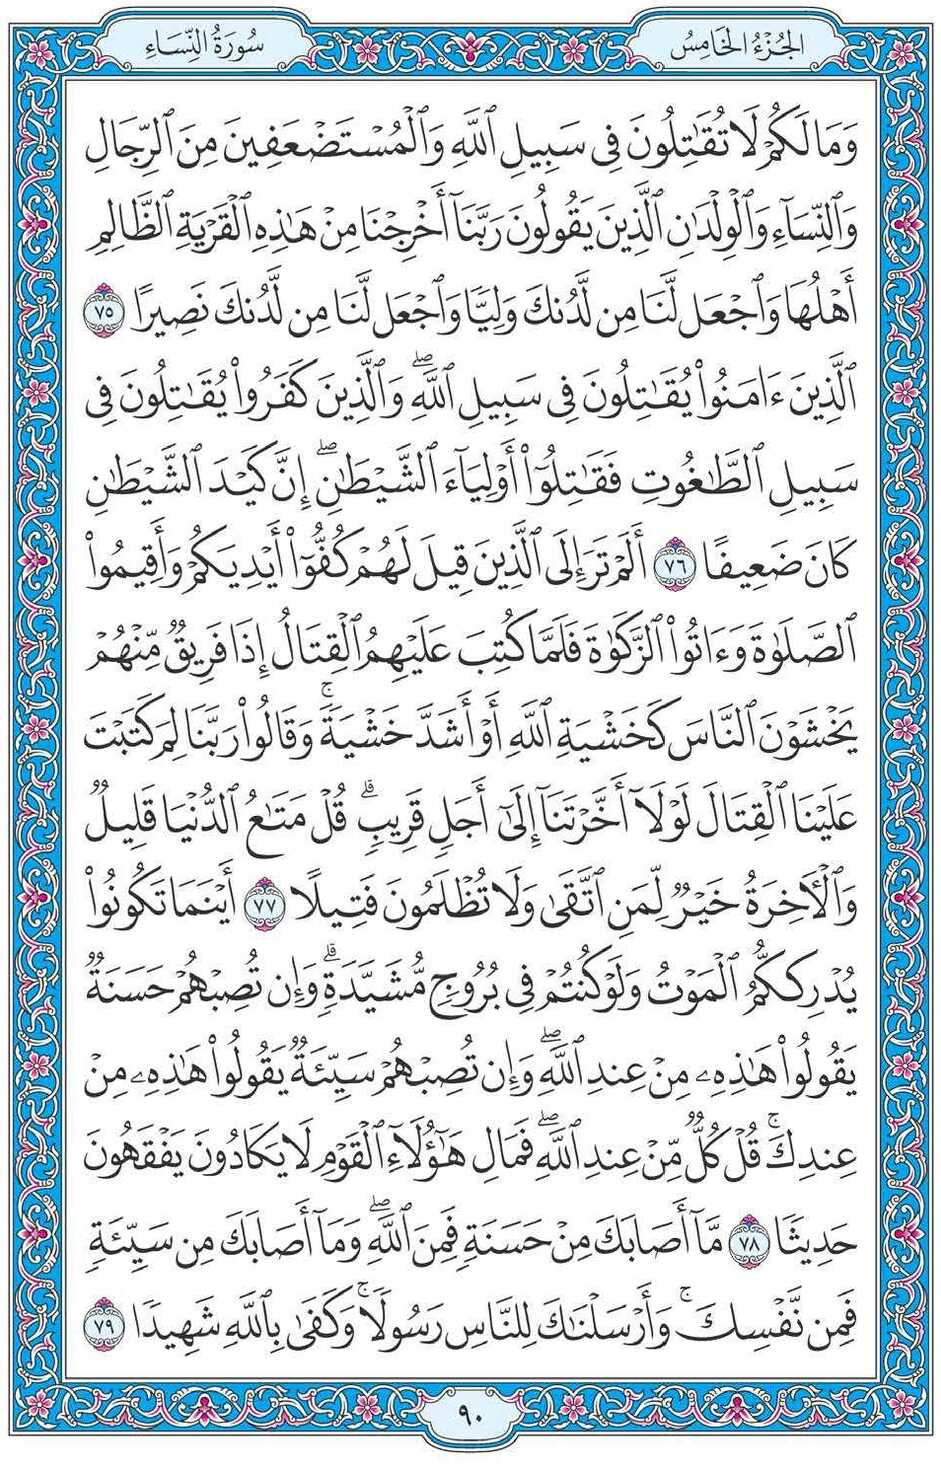 الجُزْءُ الخَامِسُ
سُورَةُ النِّسَاءِ
وَمَا لَكُمْ لَا تُقَٰتِلُونَ فِي سَبِيلِ ٱللَّهِ وَٱلْمُسْتَضْعَفِينَ مِنَ ٱلرِّجَالِ
وَٱلنِّسَآءِ وَٱلْوِلْدَٰنِ ٱلَّذِينَ يَقُولُونَ رَبَّنَآ أَخْرِجْنَا مِنْ هَٰذِهِ ٱلْقَرْيَةِ ٱلظَّالِمِ
أَهْلُهَا وَٱجْعَل لَّنَا مِن لَّدُنكَ وَلِيًّا وَٱجْعَل لَّنَا مِن لَّدُنكَ نَصِيرًا ٧٥
ٱلَّذِينَ ءَامَنُوا۟ يُقَٰتِلُونَ فِي سَبِيلِ ٱللَّهِۖ وَٱلَّذِينَ كَفَرُوا۟ يُقَٰتِلُونَ فِي
سَبِيلِ ٱلطَّٰغُوتِ فَقَٰتِلُوٓا۟ أَوْلِيَآءَ ٱلشَّيْطَٰنِۖ إِنَّ كَيْدَ ٱلشَّيْطَٰنِ
كَانَ ضَعِيفًا ٧٦ أَلَمْ تَرَ إِلَى ٱلَّذِينَ قِيلَ لَهُمْ كُفُّوٓا۟ أَيْدِيَكُمْ وَأَقِيمُوا۟
ٱلصَّلَوٰةَ وَءَاتُوا۟ ٱلزَّكَوٰةَ فَلَمَّا كُتِبَ عَلَيْهِمُ ٱلْقِتَالُ إِذَا فَرِيقٌ مِّنْهُمْ
يَخْشَوْنَ ٱلنَّاسَ كَخَشْيَةِ ٱللَّهِ أَوْ أَشَدَّ خَشْيَةًۚ وَقَالُوا۟ رَبَّنَا لِمَ كَتَبْتَ
عَلَيْنَا ٱلْقِتَالَ لَوْلَآ أَخَّرْتَنَآ إِلَىٰٓ أَجَلٍ قَرِيبٍۗ قُلْ مَتَٰعُ ٱلدُّنْيَا قَلِيلٌ
وَٱلْأَخِرَةُ خَيْرٌ لِّمَنِ ٱتَّقَىٰ وَلَا تُظْلَمُونَ فَتِيلًا ٧٧ أَيْنَمَا تَكُونُوا۟
يُدْرِككُّمُ ٱلْمَوْتُ وَلَوْ كُنتُمْ فِي بُرُوجٍ مُّشَيَّدَةٍۗ وَإِن تُصِبْهُمْ حَسَنَةٌ
يَقُولُوا۟ هَٰذِهِۦ مِنْ عِندِ ٱللَّهِۖ وَإِن تُصِبْهُمْ سَيِّئَةٌ يَقُولُوا۟ هَٰذِهِۦ مِنْ
عِندِكَۚ قُلْ كُلٌّ مِّنْ عِندِ ٱللَّهِۖ فَمَالِ هَٰٓؤُلَآءِ ٱلْقَوْمِ لَا يَكَادُونَ يَفْقَهُونَ
حَدِيثًا ٧٨ مَّآ أَصَابَكَ مِنْ حَسَنَةٍ فَمِنَ ٱللَّهِۖ وَمَآ أَصَابَكَ مِن سَيِّئَةٍ
فَمِن نَّفْسِكَۚ وَأَرْسَلْنَٰكَ لِلنَّاسِ رَسُولًاۚ وَكَفَىٰ بِٱللَّهِ شَهِيدًا ٧٩
٩٠